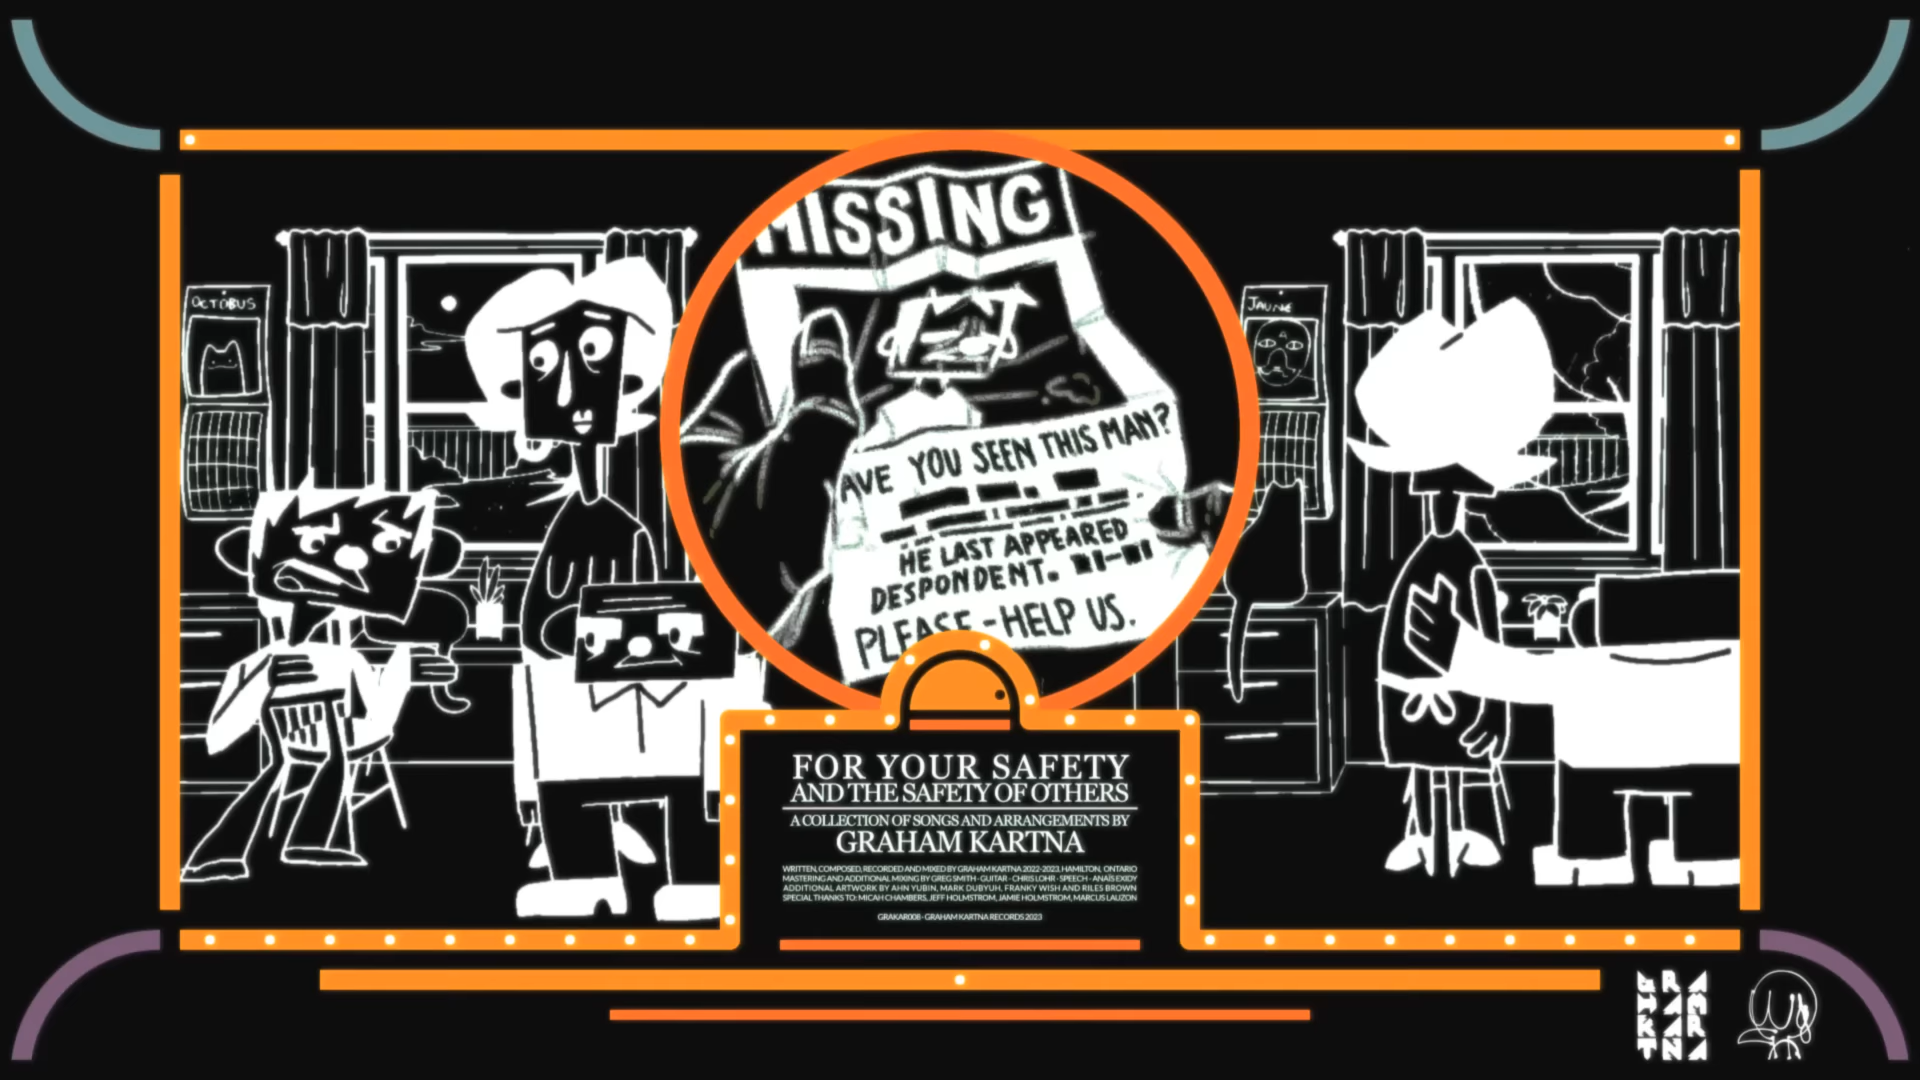 OCTOBUS
MISSING
AVE YOU SEEN THIS MAN?
HE LAST APPEARED
DESPONDENT.
PLEASE - HELP US.
JAUNE
FOR YOUR SAFETY
AND THE SAFETY OF OTHERS
A COLLECTION OF SONGS AND ARRANGEMENTS BY
GRAHAM KARTNA
WRITTEN, COMPOSED, RECORDED AND MIXED BY GRAHAM KARTNA 2022-2023, HAMILTON, ONTARIO
MASTERING AND ADDITIONAL MIXING BY GREG SMITH - GUITAR - CHRIS LOHR - SPEECH - ANAÏS EXIDY
ADDITIONAL ARTWORK BY AHN YUBIN, MARK DUBYUH, FRANKY WISH AND RILES BROWN
SPECIAL THANKS TO: MICAH CHAMBERS, JEFF HOLMSTROM, JAMIE HOLMSTROM, MARCUS LAUZON
GRAKAR008 - GRAHAM KARTNA RECORDS 2023
GRA
HAM
KAR
TNA